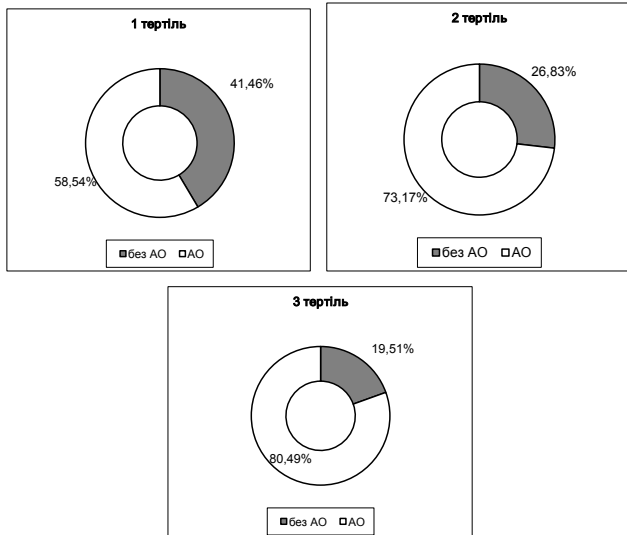 1 тертіль
41,46%
58,54%
без АО АО
2 тертіль
26,83%
73,17%
без АО АО
3 тертіль
19,51%
80,49%
без АО АО